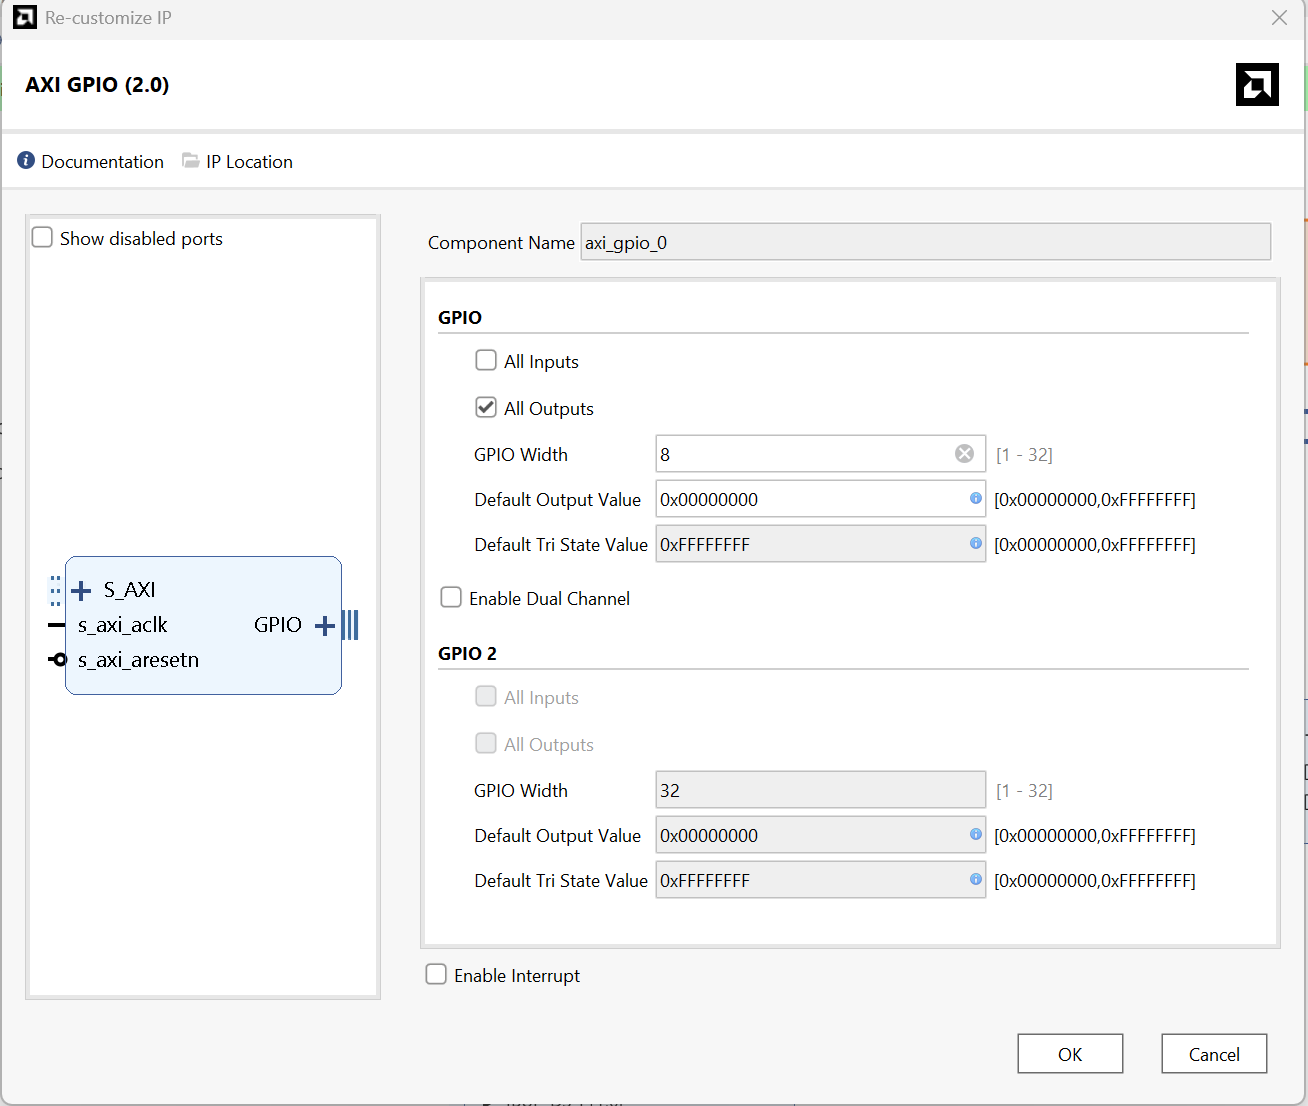 Re-customize IP
AXI GPIO (2.0)
Documentation IP Location
Show disabled ports
Component Name axi_gpio_0
GPIO
All Inputs
All Outputs
GPIO Width 8 [1 - 32]
Default Output Value 0x00000000 [0x00000000,0xFFFFFFFF]
Default Tri State Value 0xFFFFFFFF [0x00000000,0xFFFFFFFF]
Enable Dual Channel
S_AXI
s_axi_aclk GPIO
s_axi_aresetn
GPIO 2
All Inputs
All Outputs
GPIO Width 32 [1 - 32]
Default Output Value 0x00000000 [0x00000000,0xFFFFFFFF]
Default Tri State Value 0xFFFFFFFF [0x00000000,0xFFFFFFFF]
Enable Interrupt
OK Cancel